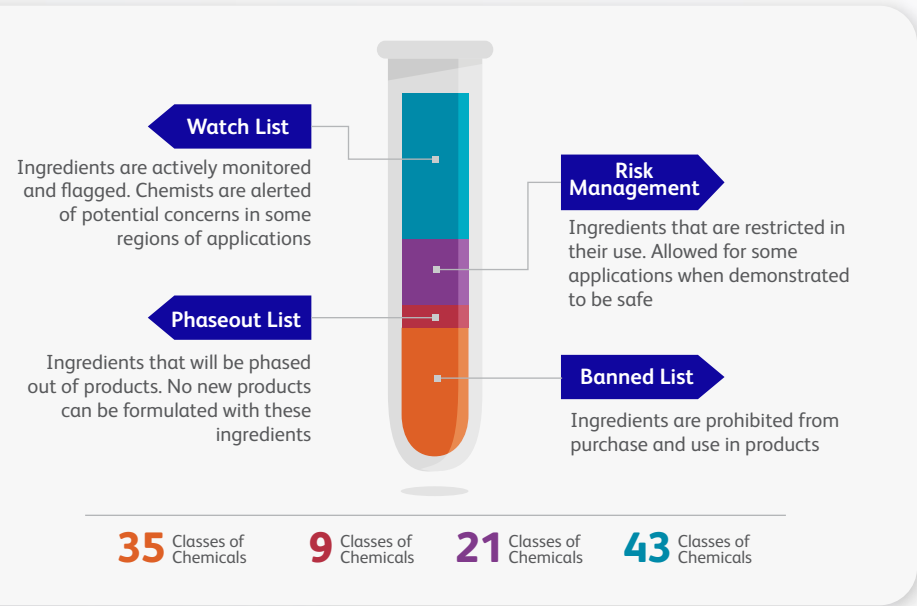 Watch List
Ingredients are actively monitored
and flagged. Chemists are alerted
of potential concerns in some
regions of applications
Risk
Management
Ingredients that are restricted in
their use. Allowed for some
applications when demonstrated
to be safe
Phaseout List
Ingredients that will be phased
out of products. No new products
can be formulated with these
ingredients
Banned List
Ingredients are prohibited from
purchase and use in products
35 Classes of
Chemicals
9 Classes of
Chemicals
21 Classes of
Chemicals
43 Classes of
Chemicals